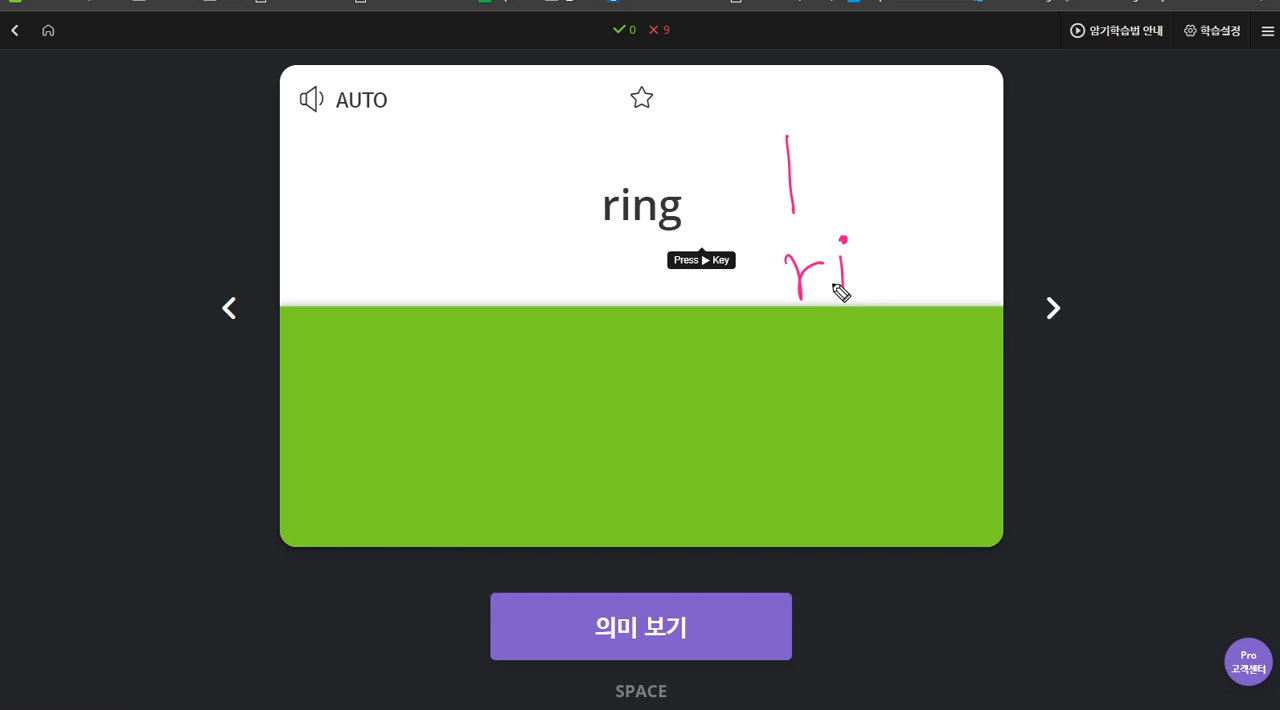 0 9
암기학습법 안내 학습설정
AUTO
ring
Press ▶ Key
l
ri
의미 보기
SPACE
Pro
고객센터